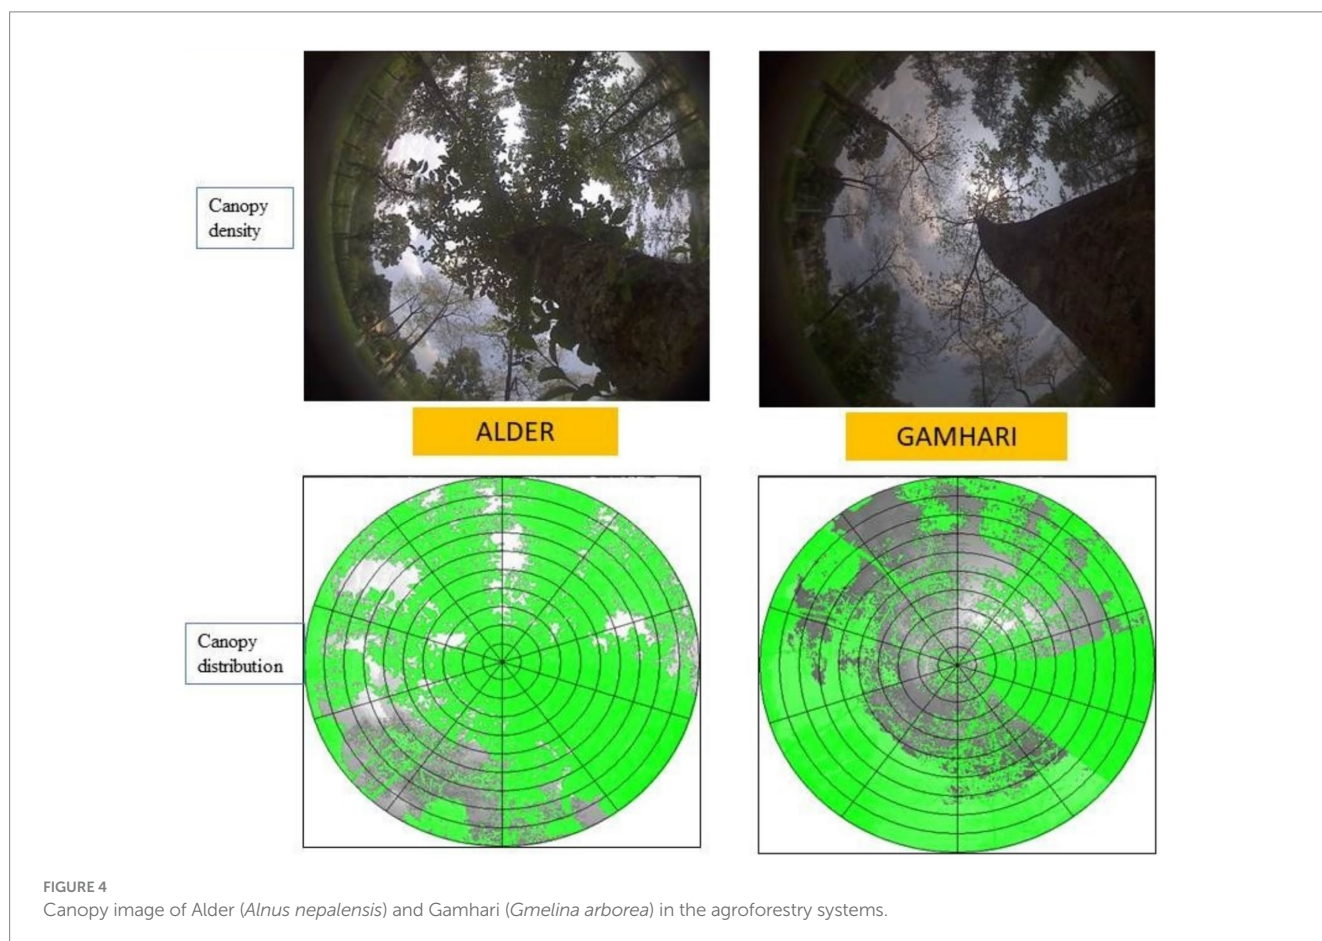 Canopy
density
ALDER
GAMHARI
Canopy
distribution
FIGURE 4
Canopy image of Alder (Alnus nepalensis) and Gamhari (Gmelina arborea) in the agroforestry systems.